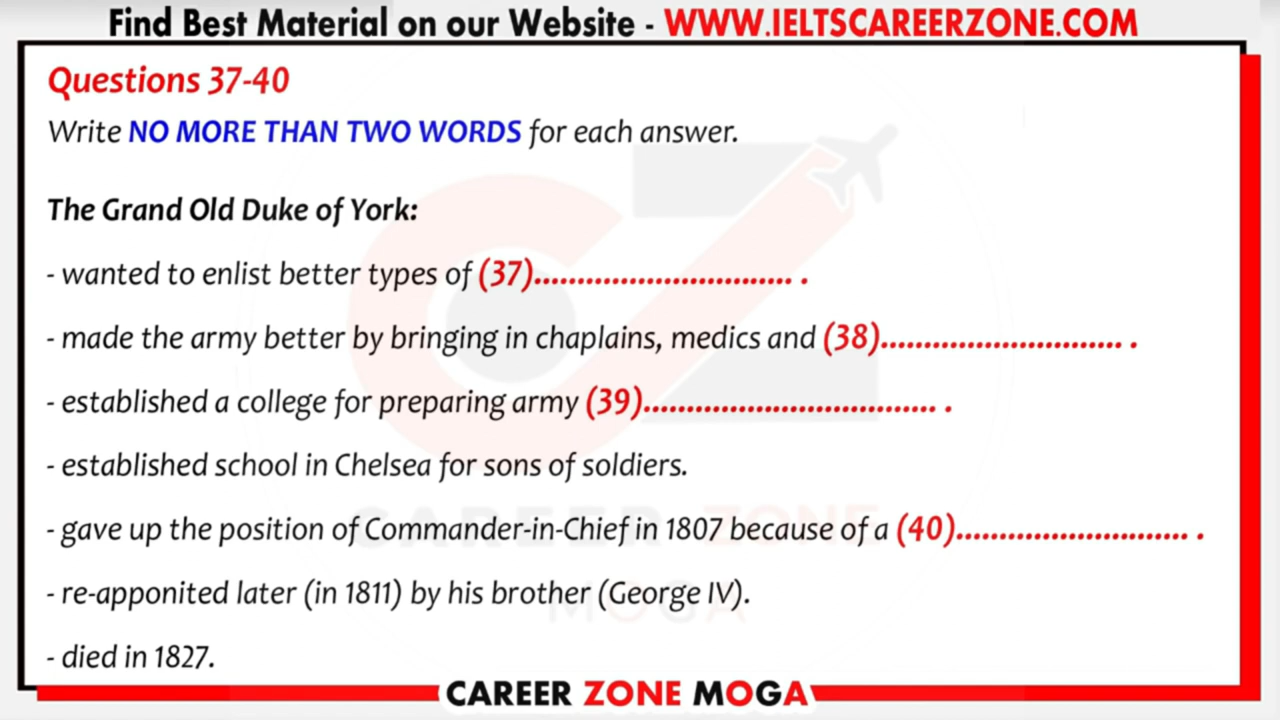 Find Best Material on our Website - WWW.IELTSCAREERZONE.COM
Questions 37-40
Write NO MORE THAN TWO WORDS for each answer.
The Grand Old Duke of York:
- wanted to enlist better types of (37).............................. .
- made the army better by bringing in chaplains, medics and (38)............................ .
- established a college for preparing army (39).................................. .
- established school in Chelsea for sons of soldiers.
- gave up the position of Commander-in-Chief in 1807 because of a (40)........................... .
- re-apponited later (in 1811) by his brother (George IV).
- died in 1827.
CAREER ZONE
MOGA
CAREER ZONE MOGA